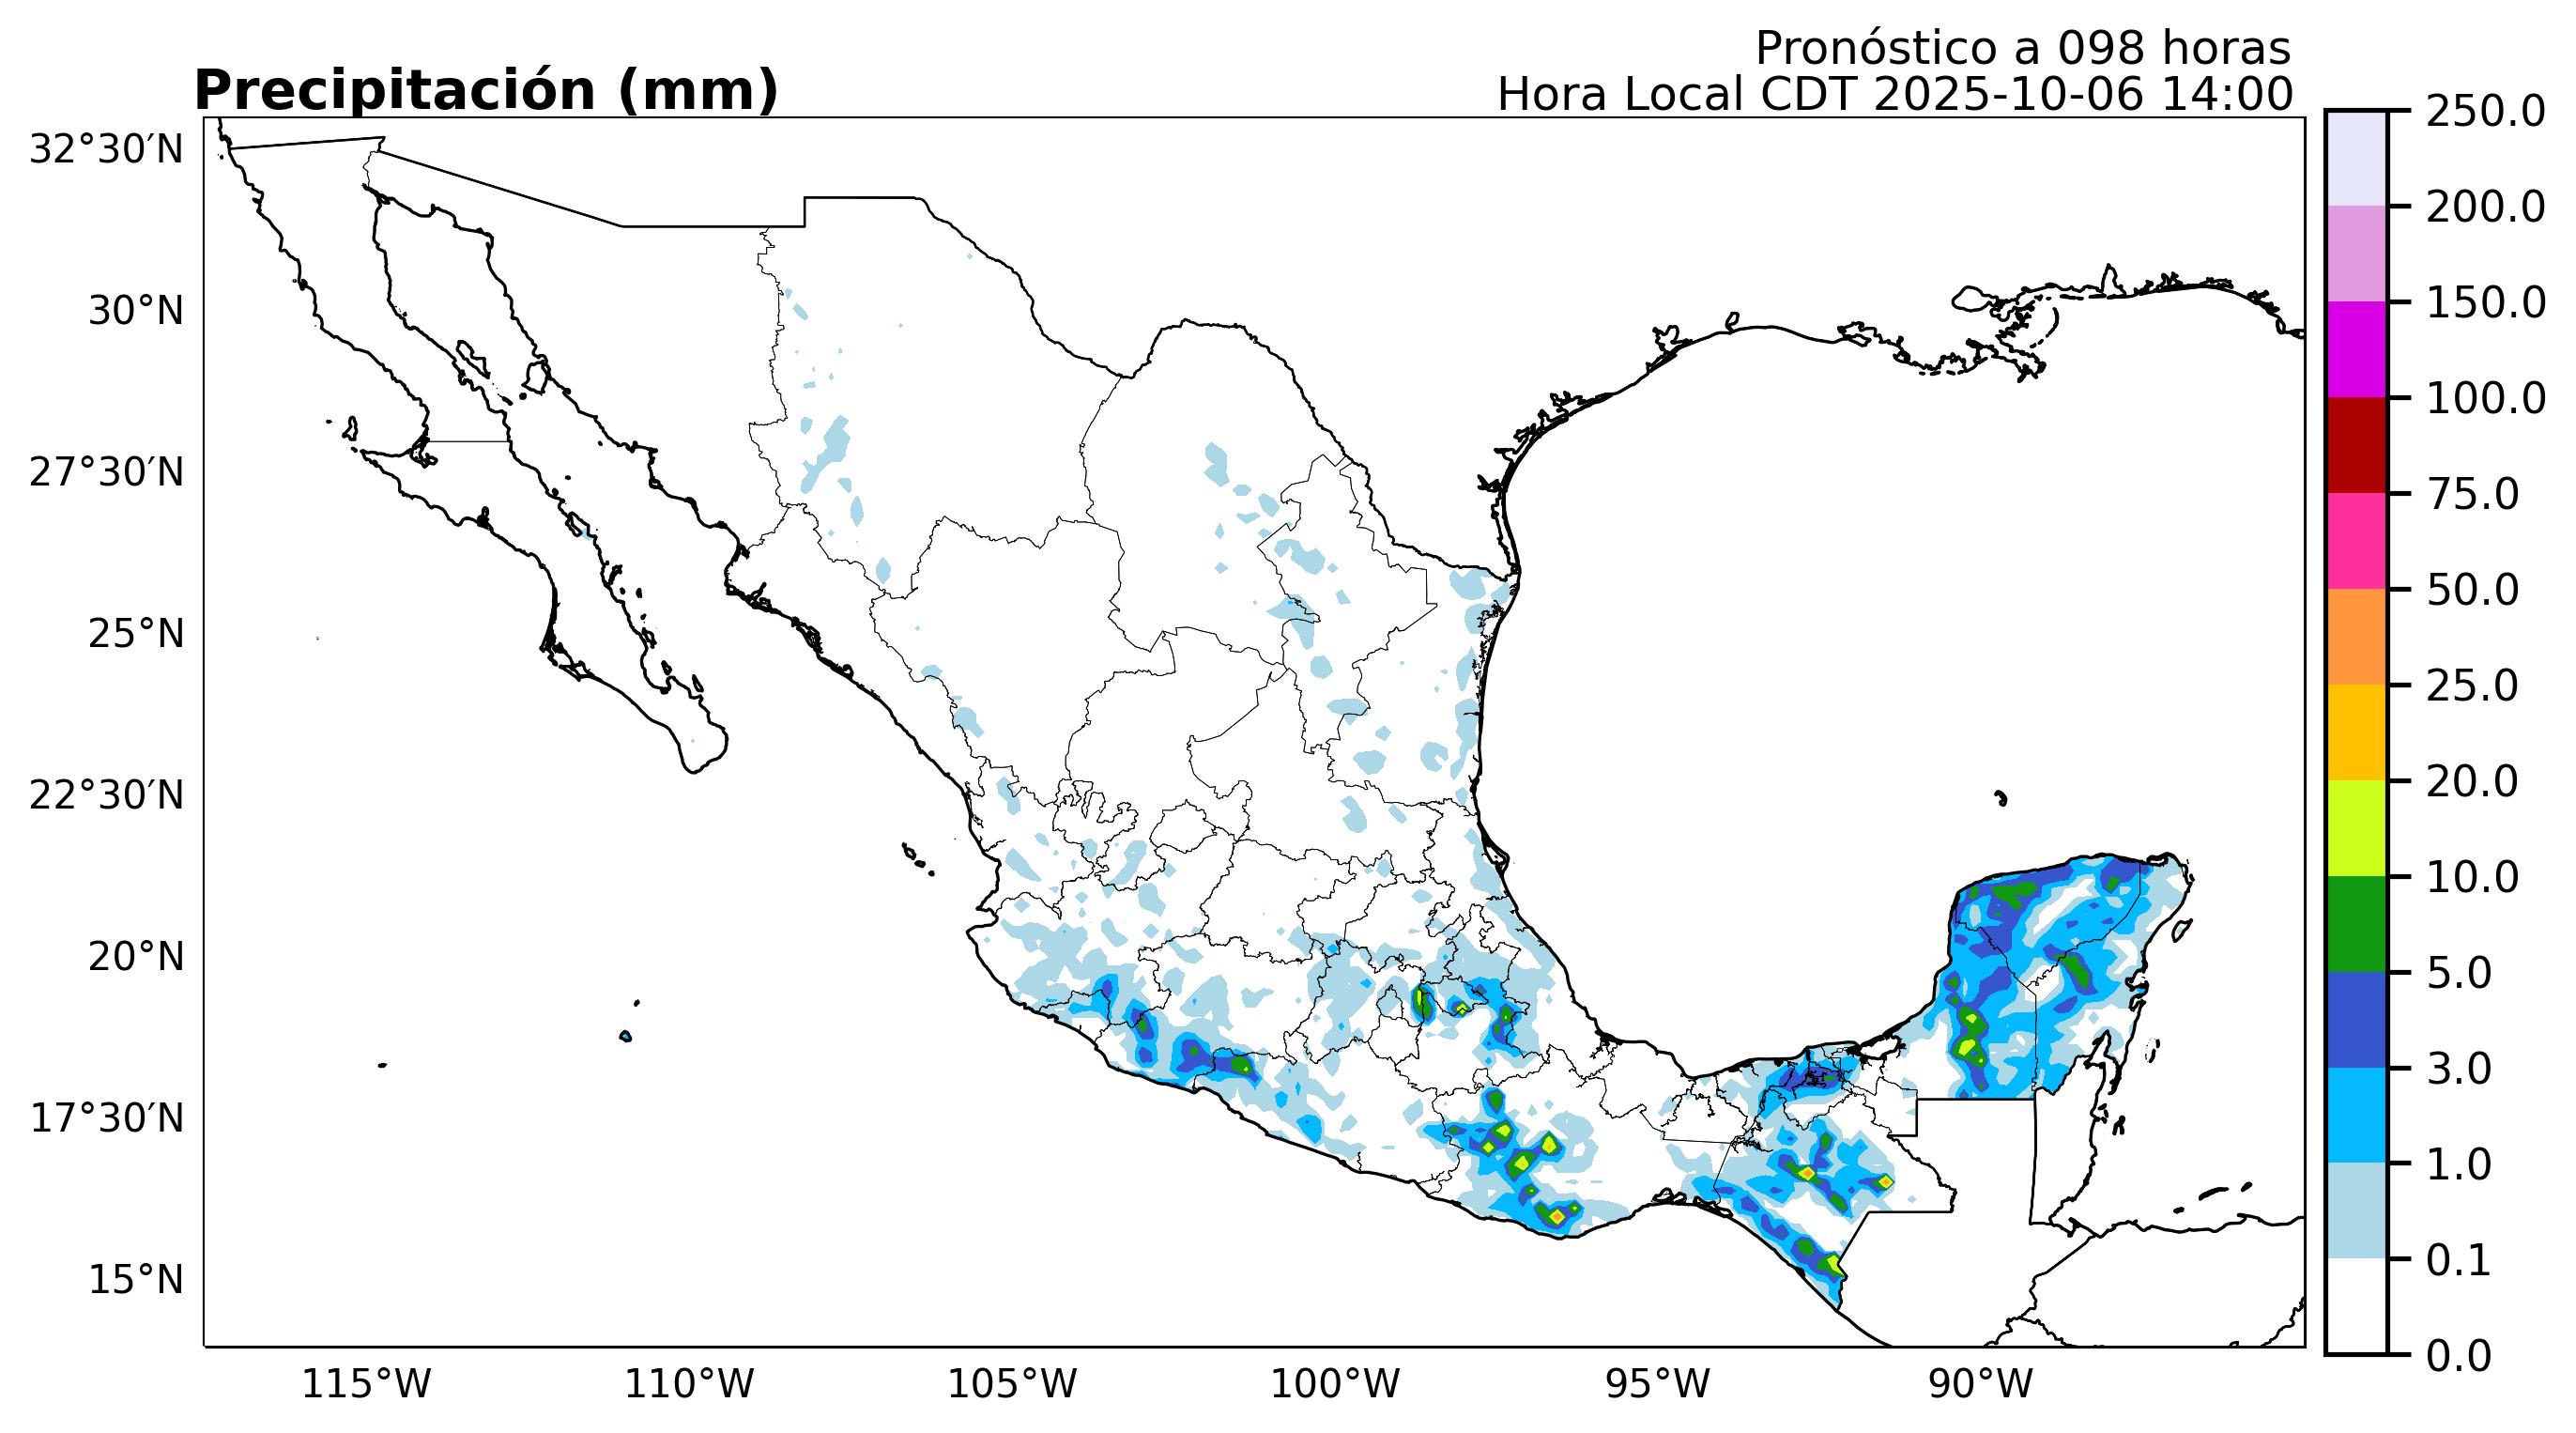 Pronóstico a 098 horas
Precipitación (mm)
Hora Local CDT 2025-10-06 14:00
32°30′N
30°N
27°30′N
25°N
22°30′N
20°N
17°30′N
15°N
115°W
110°W
105°W
100°W
95°W
90°W
250.0
200.0
150.0
100.0
75.0
50.0
25.0
20.0
10.0
5.0
3.0
1.0
0.1
0.0